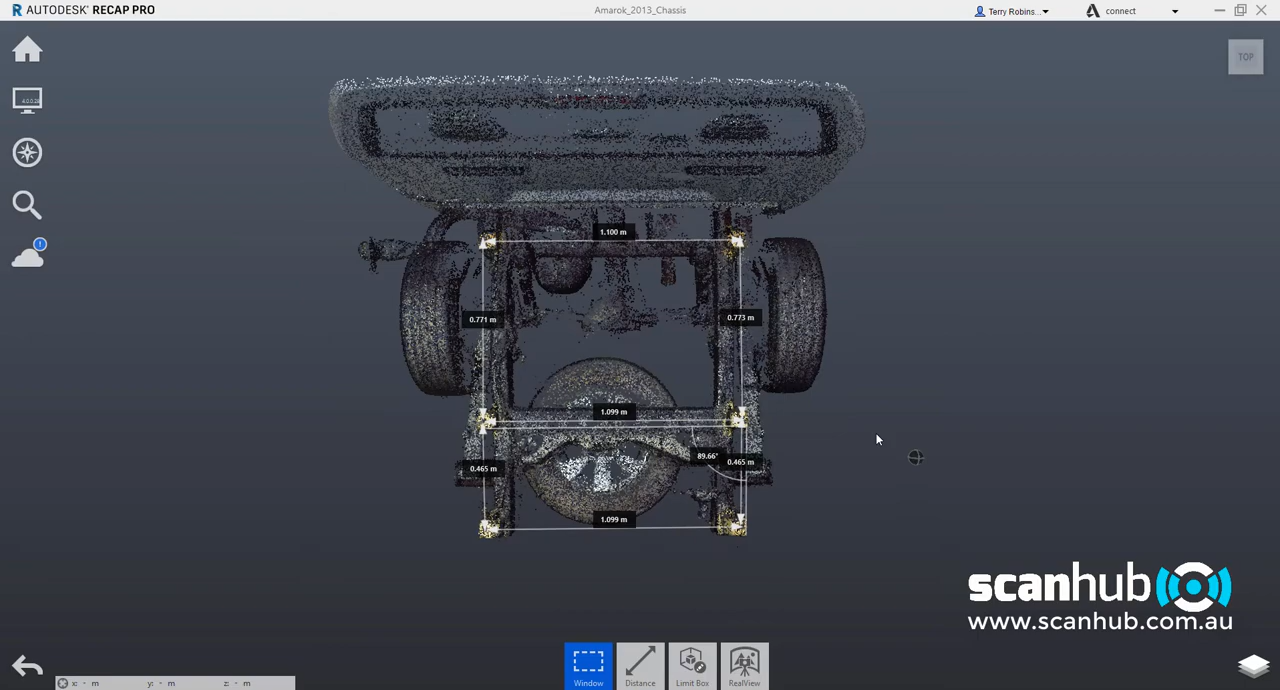 R AUTODESK RECAP PRO
Amarok_2013_Chassis
Terry Robins...
connect
TOP
!
1.100 m
0.771 m
0.773 m
1.099 m
0.465 m
89.66°
0.465 m
1.099 m
scanhub
www.scanhub.com.au
Window
Distance
Limit Box
RealView
x: - m y: - m z: - m